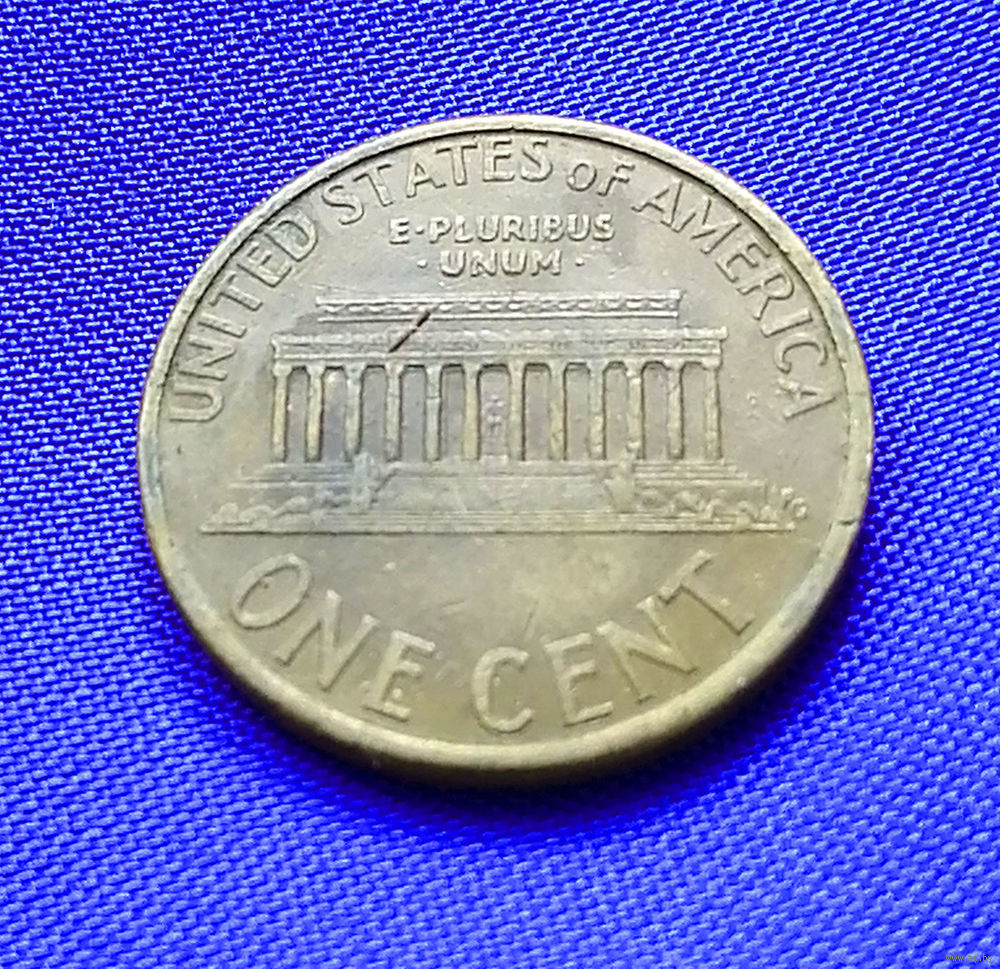 UNITED STATES OF AMERICA
E·PLURIBUS
·UNUM·
ONE CENT